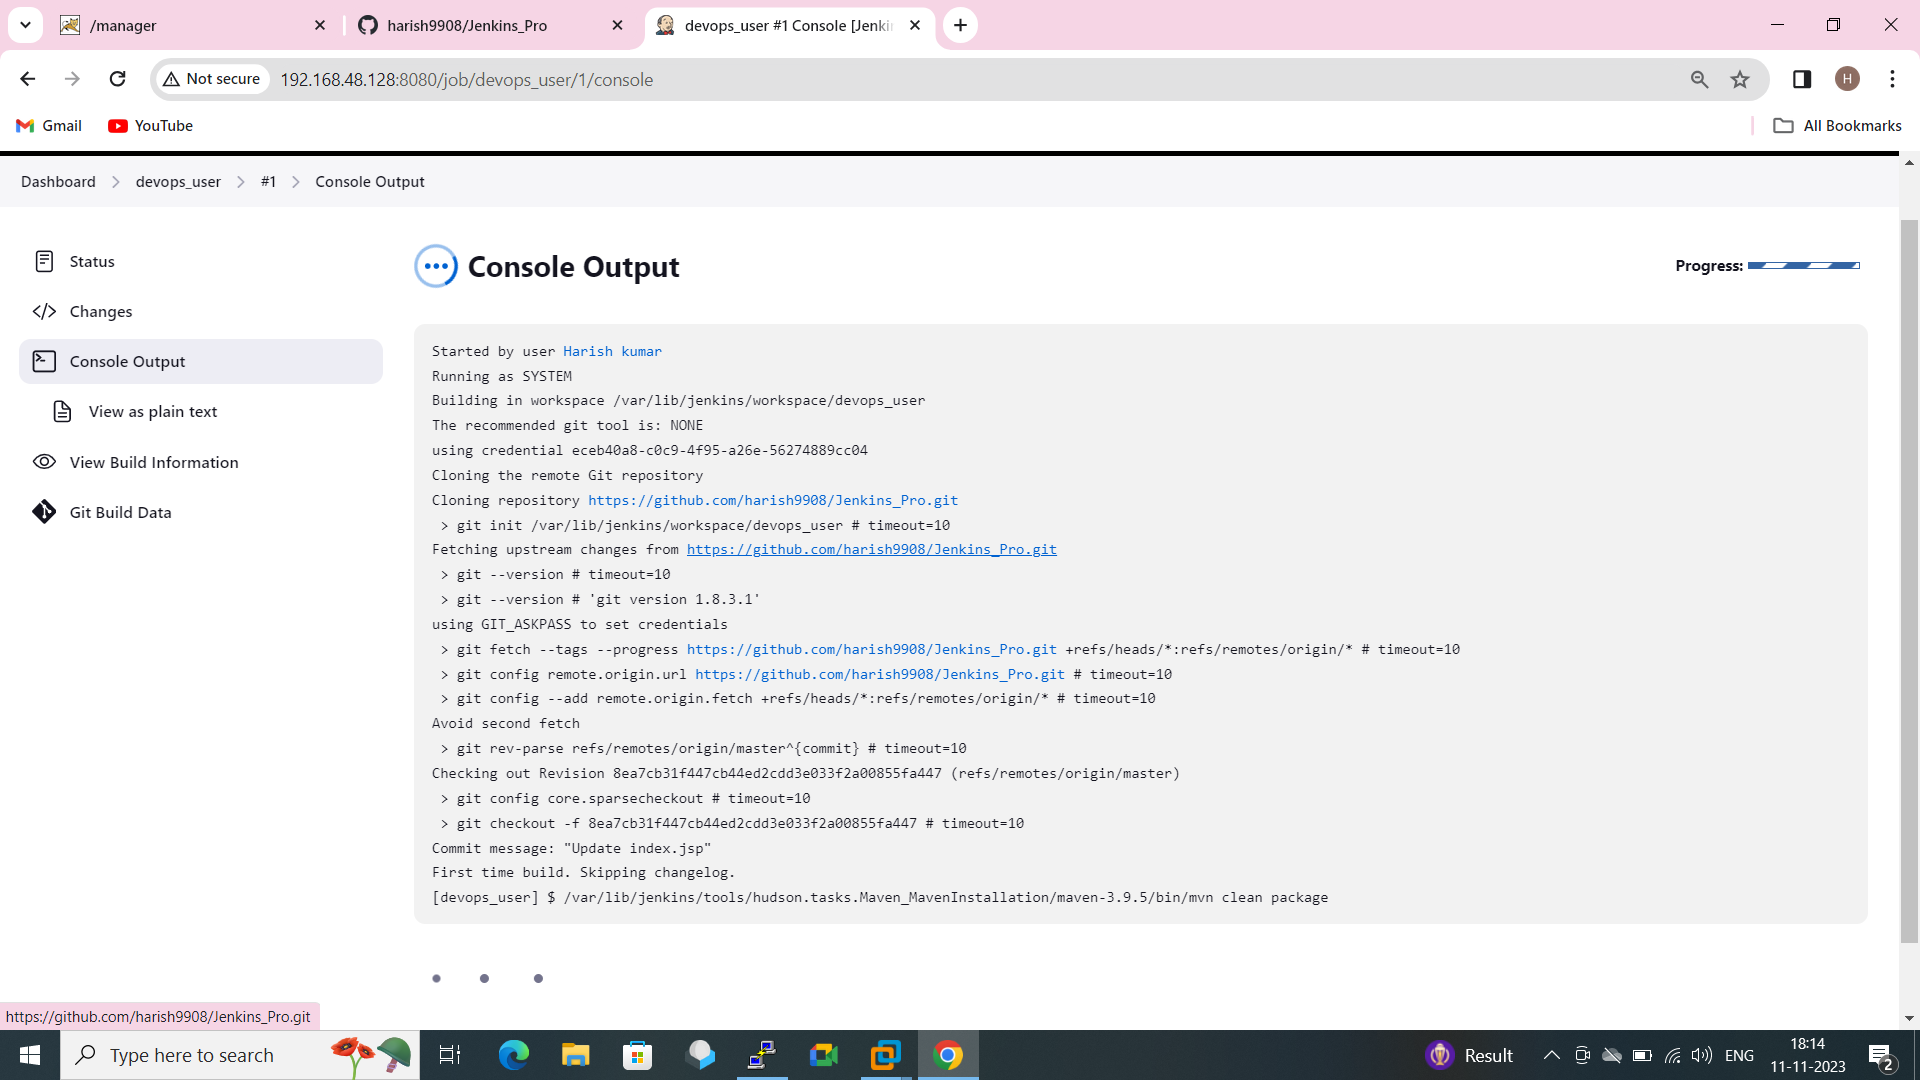 /manager
harish9908/Jenkins_Pro
devops_user #1 Console [Jenki
Not secure
192.168.48.128:8080/job/devops_user/1/console
H
Gmail
YouTube
All Bookmarks
Dashboard
devops_user
#1
Console Output
Status
Changes
Console Output
View as plain text
View Build Information
Git Build Data
Console Output
Progress:
Started by user Harish kumar
Running as SYSTEM
Building in workspace /var/lib/jenkins/workspace/devops_user
The recommended git tool is: NONE
using credential eceb40a8-c0c9-4f95-a26e-56274889cc04
Cloning the remote Git repository
Cloning repository https://github.com/harish9908/Jenkins_Pro.git
> git init /var/lib/jenkins/workspace/devops_user # timeout=10
Fetching upstream changes from https://github.com/harish9908/Jenkins_Pro.git
> git --version # timeout=10
> git --version # 'git version 1.8.3.1'
using GIT_ASKPASS to set credentials
> git fetch --tags --progress https://github.com/harish9908/Jenkins_Pro.git +refs/heads/*:refs/remotes/origin/* # timeout=10
> git config remote.origin.url https://github.com/harish9908/Jenkins_Pro.git # timeout=10
> git config --add remote.origin.fetch +refs/heads/*:refs/remotes/origin/* # timeout=10
Avoid second fetch
> git rev-parse refs/remotes/origin/master^{commit} # timeout=10
Checking out Revision 8ea7cb31f447cb44ed2cdd3e033f2a00855fa447 (refs/remotes/origin/master)
> git config core.sparsecheckout # timeout=10
> git checkout -f 8ea7cb31f447cb44ed2cdd3e033f2a00855fa447 # timeout=10
Commit message: "Update index.jsp"
First time build. Skipping changelog.
[devops_user] $ /var/lib/jenkins/tools/hudson.tasks.Maven_MavenInstallation/maven-3.9.5/bin/mvn clean package
https://github.com/harish9908/Jenkins_Pro.git
Type here to search
Result
ENG
18:14
11-11-2023
2